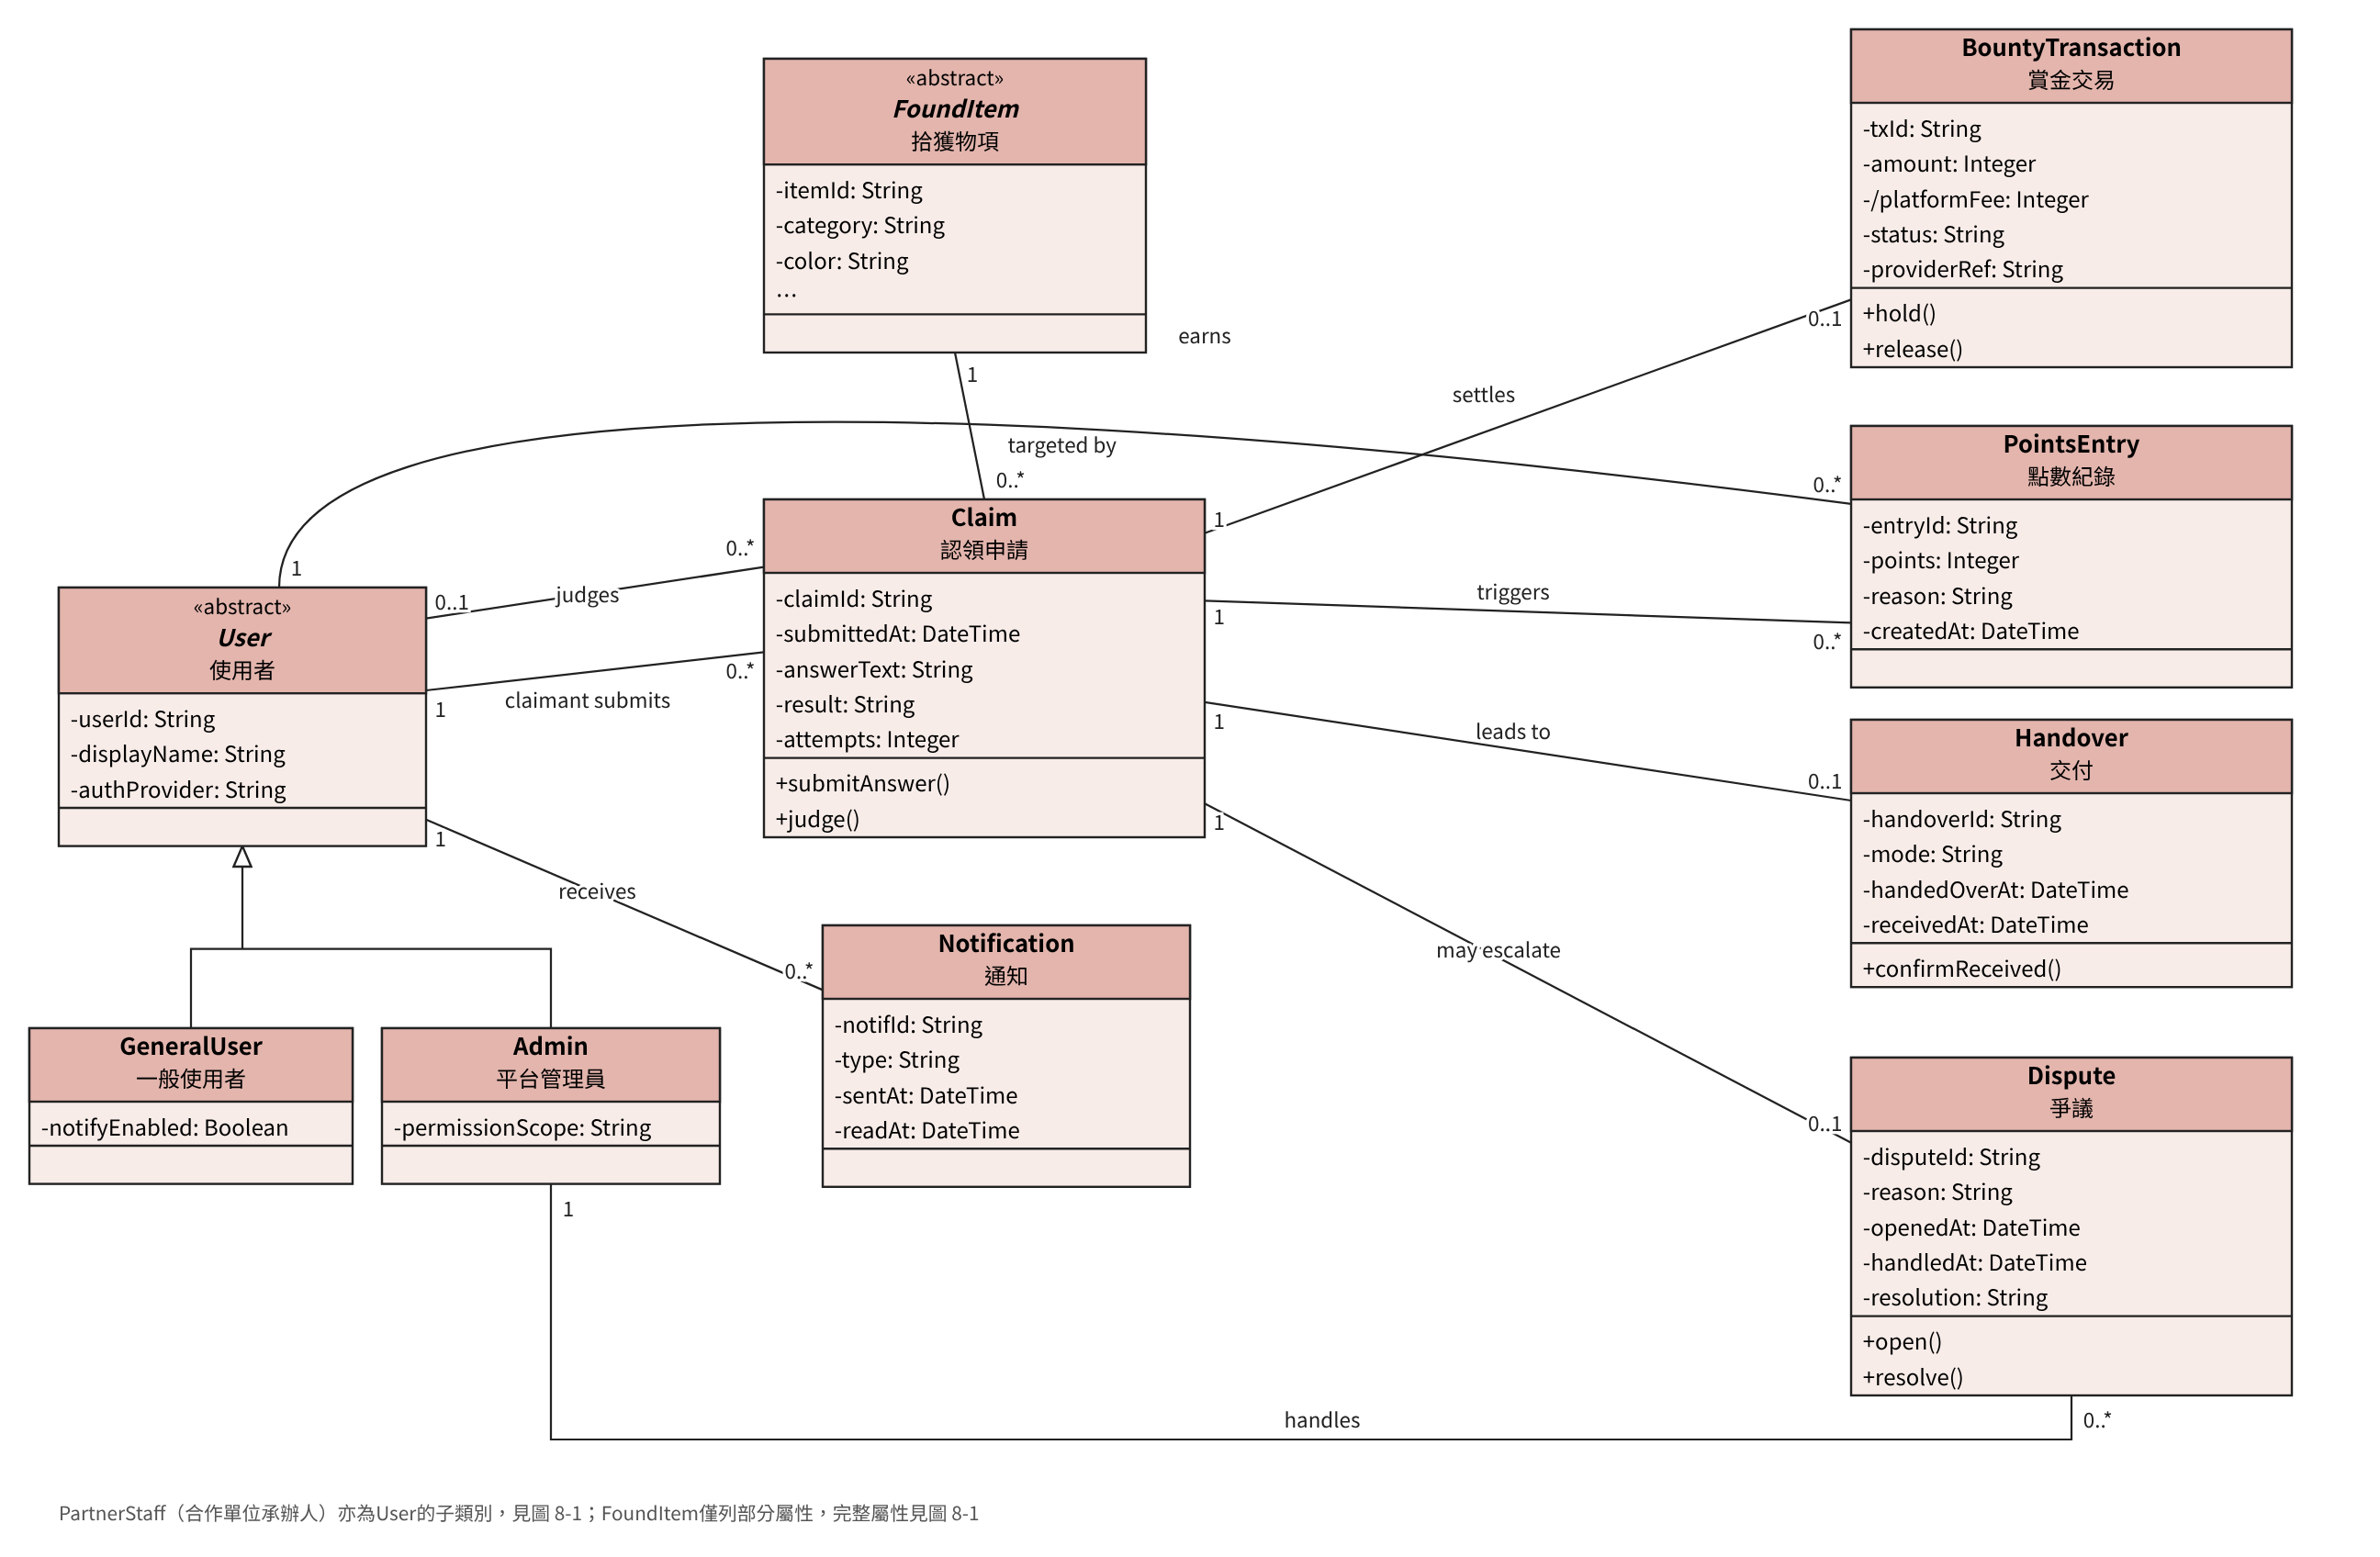 «abstract»
FoundItem
拾獲物項
-itemId: String
-category: String
-color: String
...
BountyTransaction
賞金交易
-txId: String
-amount: Integer
-/platformFee: Integer
-status: String
-providerRef: String
+hold()
+release()
earns
settles
0..1
1
targeted by
0..*
1
0..*
PointsEntry
點數紀錄
-entryId: String
-points: Integer
-reason: String
-createdAt: DateTime
Claim
認領申請
-claimId: String
-submittedAt: DateTime
-answerText: String
-result: String
-attempts: Integer
+submitAnswer()
+judge()
1
0..1
judges
0..*
1
claimant submits
0..*
1
triggers
0..*
1
leads to
0..1
1
may escalate
0..1
«abstract»
User
使用者
-userId: String
-displayName: String
-authProvider: String
1
receives
0..*
Handover
交付
-handoverId: String
-mode: String
-handedOverAt: DateTime
-receivedAt: DateTime
+confirmReceived()
Notification
通知
-notifId: String
-type: String
-sentAt: DateTime
-readAt: DateTime
GeneralUser
一般使用者
-notifyEnabled: Boolean
Admin
平台管理員
-permissionScope: String
1
Dispute
爭議
-disputeId: String
-reason: String
-openedAt: DateTime
-handledAt: DateTime
-resolution: String
+open()
+resolve()
handles
0..*
PartnerStaff（合作單位承辦人）亦為User的子類別，見圖 8-1；FoundItem僅列部分屬性，完整屬性見圖 8-1